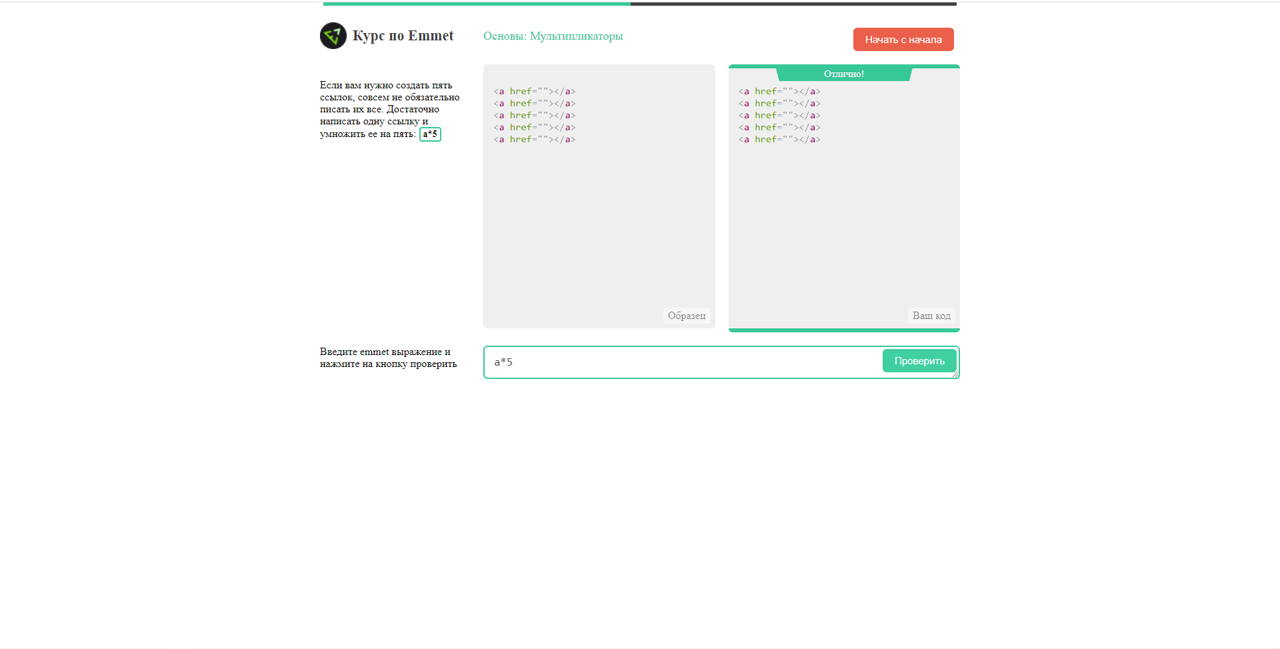 Курс по Emmet
Основы: Мультипликаторы
Начать с начала
Если вам нужно создать пять
ссылок, совсем не обязательно
писать их все. Достаточно
написать одну ссылку и
умножить ее на пять: a*5
<a href=""></a>
<a href=""></a>
<a href=""></a>
<a href=""></a>
<a href=""></a>
Образец
Отлично!
<a href=""></a>
<a href=""></a>
<a href=""></a>
<a href=""></a>
<a href=""></a>
Ваш код
Введите emmet выражение и
нажмите на кнопку проверить
a*5
Проверить